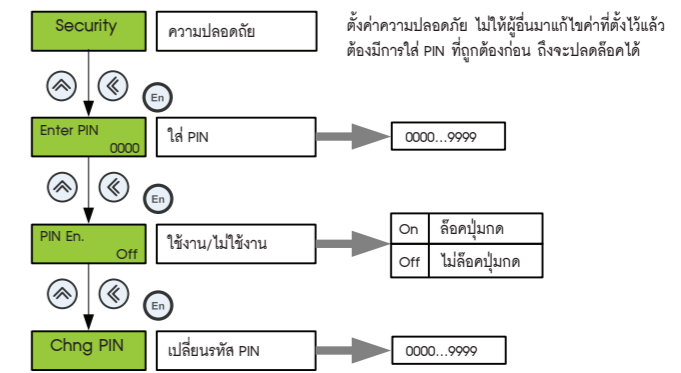 Security
ความปลอดถัย
ตั้งค่าความปลอดภัย ไม่ให้ผู้อื่นมาแก้ไขค่าที่ตั้งไว้แล้ว
ต้องมีการใส่ PIN ที่ถูกต้องก่อน ถึงจะปลดล๊อคได้
En
Enter PIN
0000
ใส่ PIN
0000...9999
En
PIN En.
Off
ใช้งาน/ไม่ใช้งาน
On ล๊อคปุ่มกด
Off ไม่ล๊อคปุ่มกด
En
Chng PIN
เปลี่ยนรหัส PIN
0000...9999